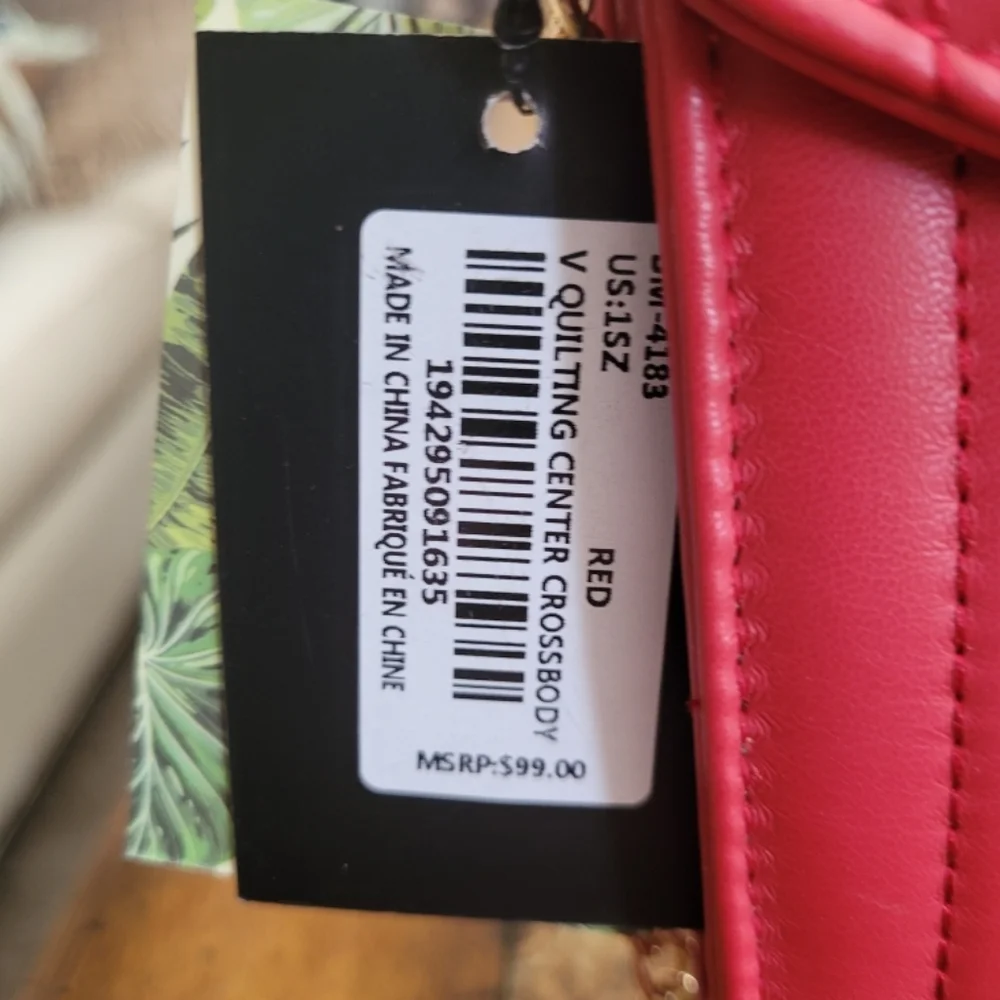 -4183
US:1SZ RED
V QUILTING CENTER CROSSBODY
194295091635
MADE IN CHINA FABRIQUÉ EN CHINE
MSRP:$99.00